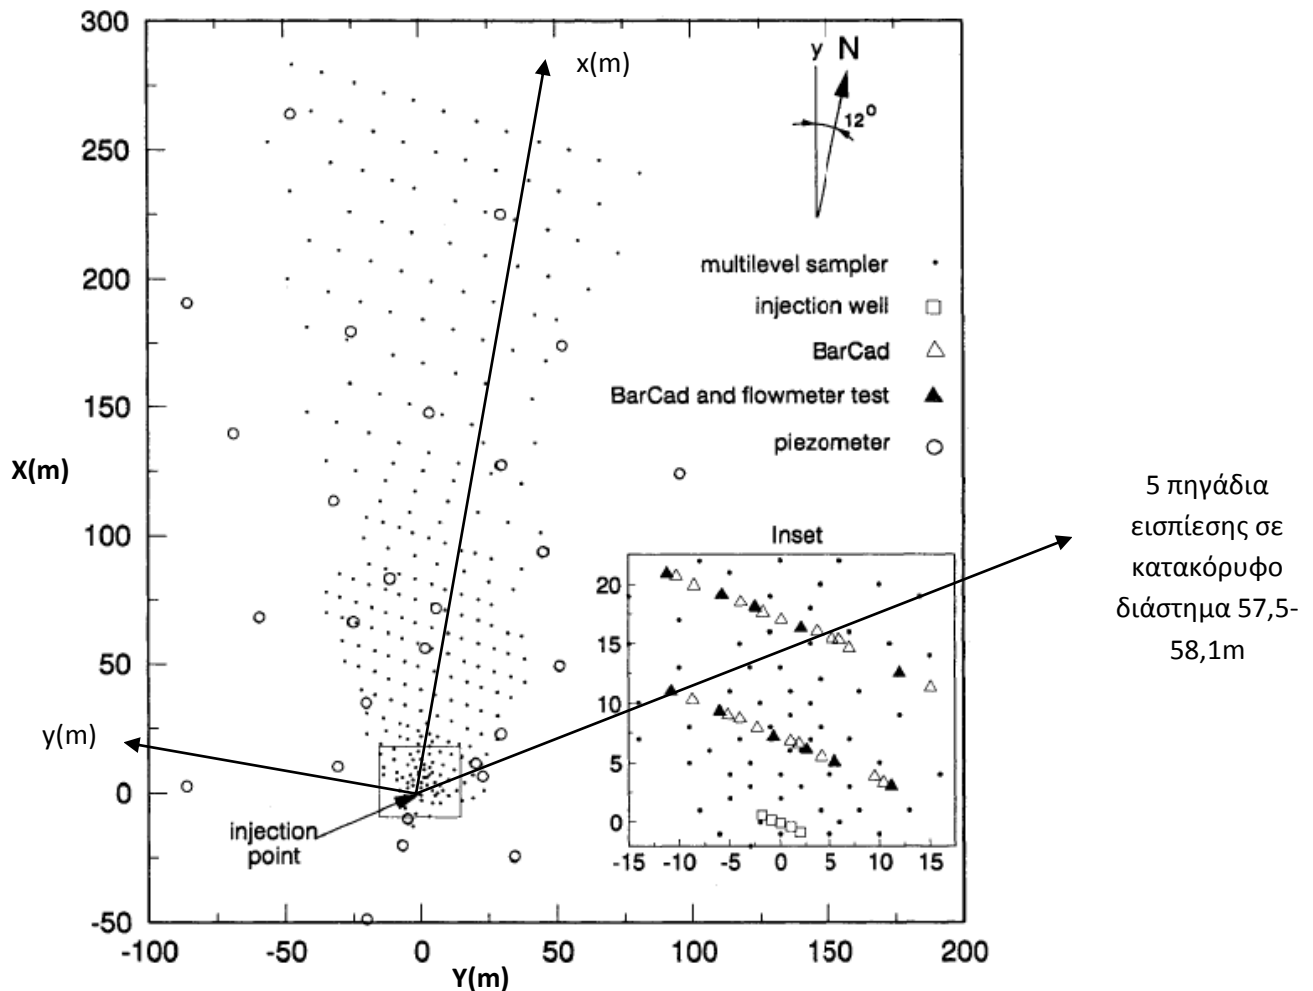 300
250
200
150
100
50
0
-50
X(m)
-100
-50
0
50
100
150
200
Y(m)
x(m)
y(m)
y N
12°
multilevel sampler
injection well
BarCad
BarCad and flowmeter test
piezometer
injection
point
Inset
20
15
10
5
0
-15
-10
-5
0
5
10
15
5 πηγάδια
εισπίεσης σε
κατακόρυφο
διάστημα 57,5-
58,1m